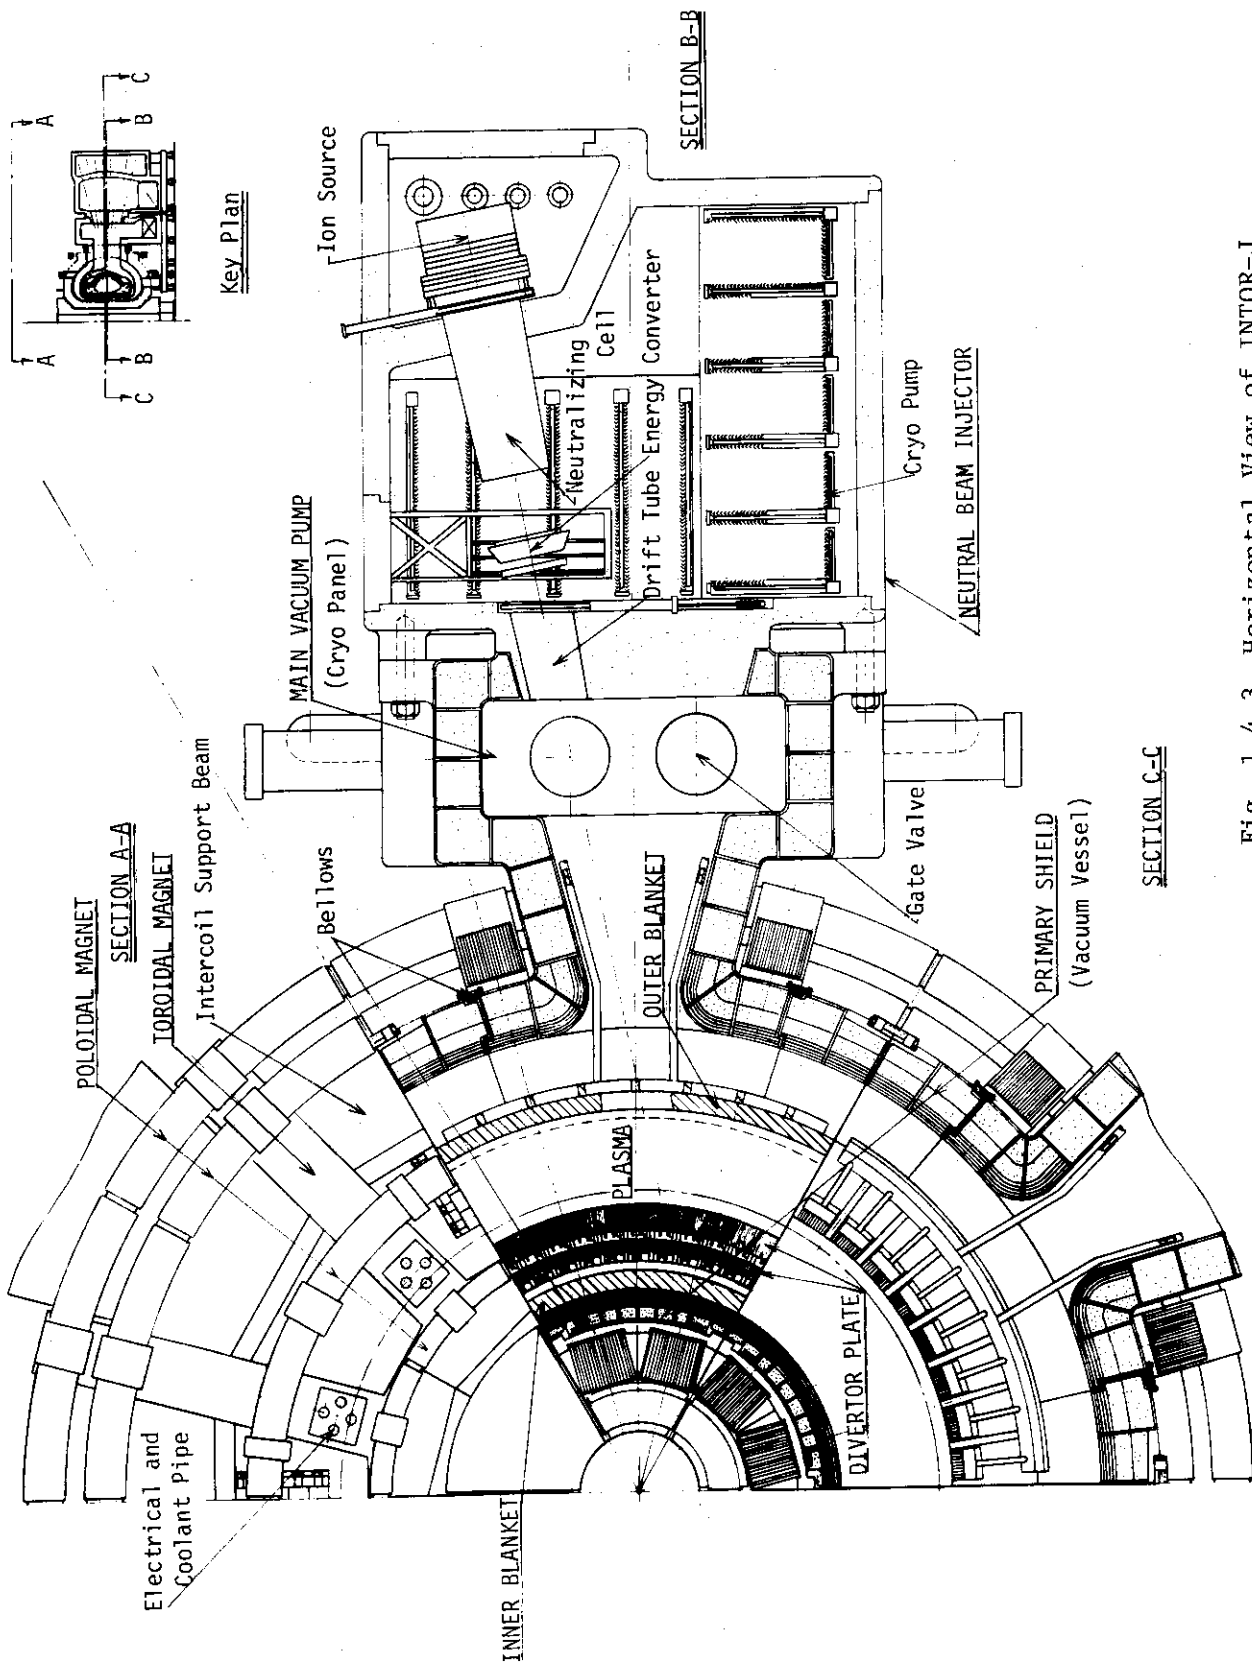 A
A
B
B
C
C
Key Plan
SECTION B-B
Ion Source
Neutralizing
Cell
Drift Tube Energy Converter
Cryo Pump
NEUTRAL BEAM INJECTOR
MAIN VACUUM PUMP
(Cryo Panel)
SECTION A-A
POLOIDAL MAGNET
TOROIDAL MAGNET
Intercoil Support Beam
Bellows
Gate Valve
OUTER BLANKET
PRIMARY SHIELD
(Vacuum Vessel)
SECTION C-C
PLASMA
DIVERTOR PLATE
INNER BLANKET
Electrical and
Coolant Pipe
Fig. 1.4.3 Horizontal View of INTOR-J